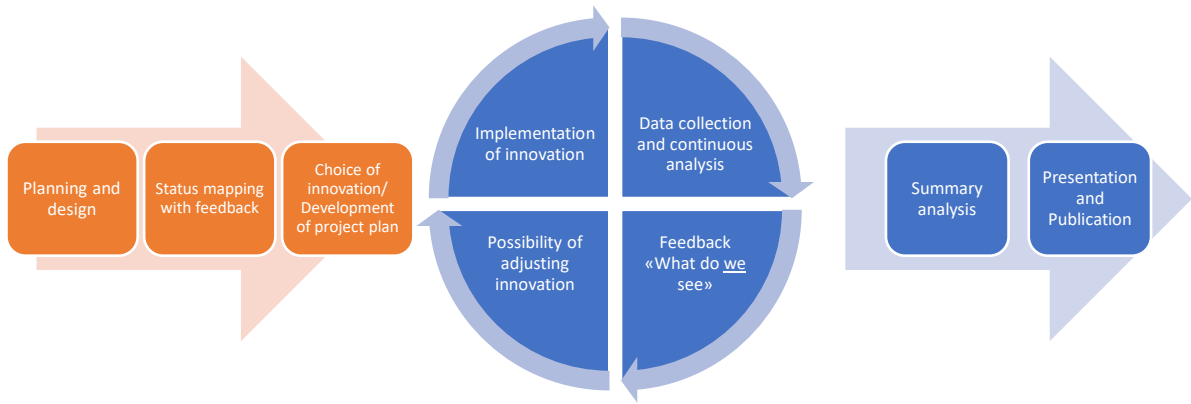 Planning and
design
Status mapping
with feedback
Choice of
innovation/
Development
of project plan
Implementation
of innovation
Data collection
and continuous
analysis
Possibility of
adjusting
innovation
Feedback
«What do we
see»
Summary
analysis
Presentation
and
Publication